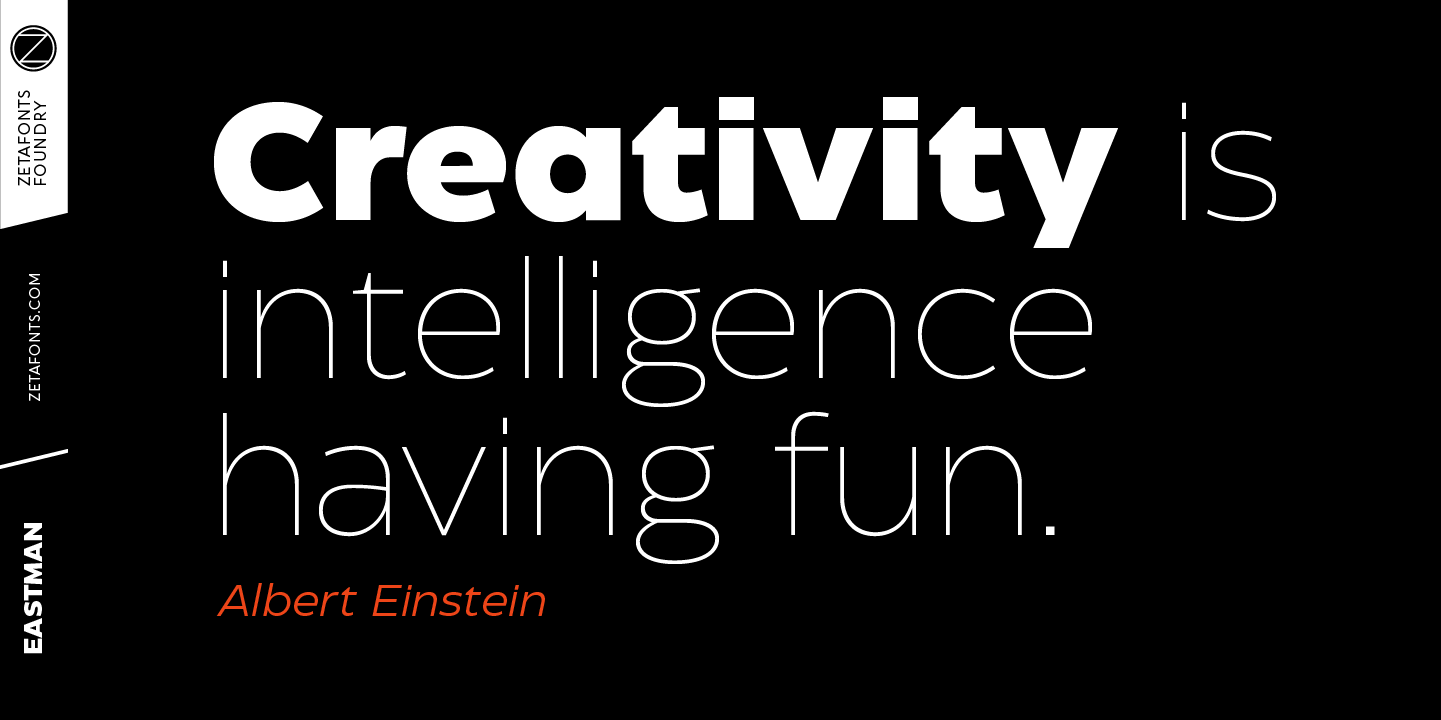 ZETAFONTS
FOUNDRY
ZETAFONTS.COM
EASTMAN
Creativity is
intelligence
having fun.
Albert Einstein